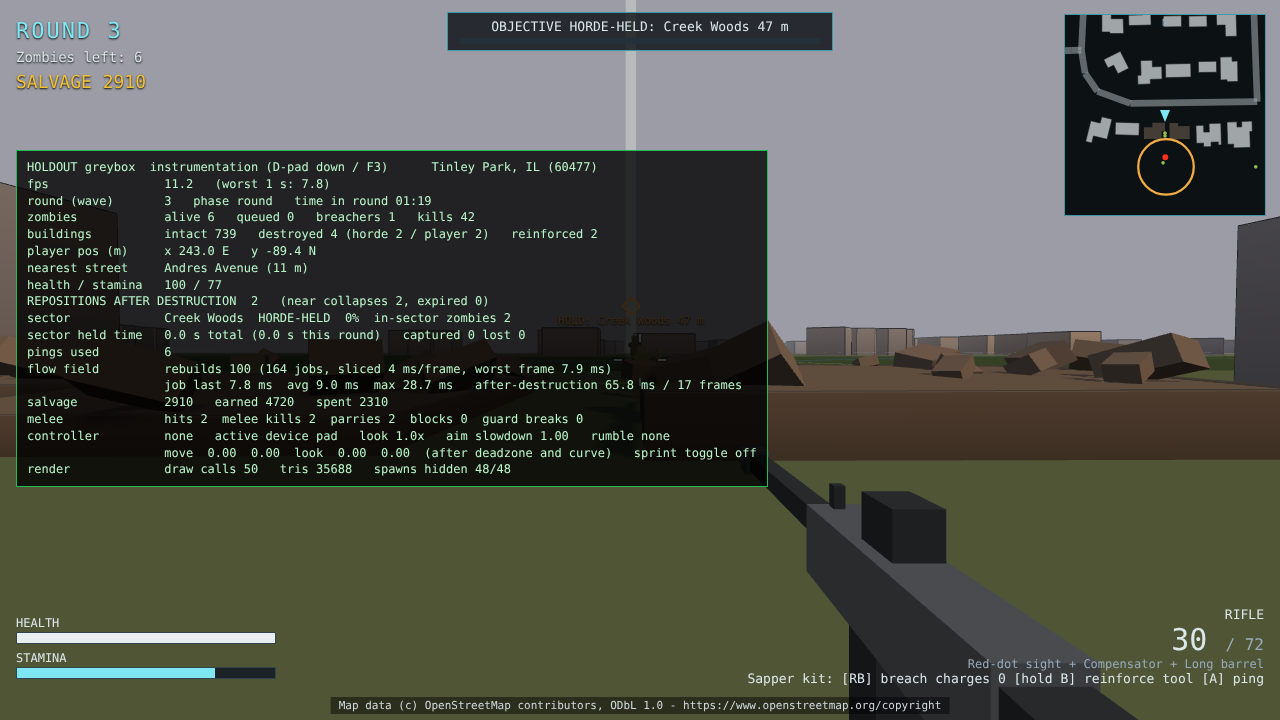 ROUND 3
Zombies left: 6
SALVAGE 2910
OBJECTIVE HORDE-HELD: Creek Woods 47 m
HOLDOUT greybox instrumentation (D-pad down / F3) Tinley Park, IL (60477)
fps 11.2 (worst 1 s: 7.8)
round (wave) 3 phase round time in round 01:19
zombies alive 6 queued 0 breachers 1 kills 42
buildings intact 739 destroyed 4 (horde 2 / player 2) reinforced 2
player pos (m) x 243.0 E y -89.4 N
nearest street Andres Avenue (11 m)
health / stamina 100 / 77
REPOSITIONS AFTER DESTRUCTION 2 (near collapses 2, expired 0)
sector Creek Woods HORDE-HELD 0% in-sector zombies 2
sector held time 0.0 s total (0.0 s this round) captured 0 lost 0
pings used 6
flow field rebuilds 100 (164 jobs, sliced 4 ms/frame, worst frame 7.9 ms)
job last 7.8 ms avg 9.0 ms max 28.7 ms after-destruction 65.8 ms / 17 frames
salvage 2910 earned 4720 spent 2310
melee hits 2 melee kills 2 parries 2 blocks 0 guard breaks 0
controller none active device pad look 1.0x aim slowdown 1.00 rumble none
move 0.00 0.00 look 0.00 0.00 (after deadzone and curve) sprint toggle off
render draw calls 50 tris 35688 spawns hidden 48/48
Creek Woods 47 m
HEALTH
STAMINA
RIFLE
30 / 72
Red-dot sight + Compensator + Long barrel
Sapper kit: [RB] breach charges 0 [hold B] reinforce tool [A] ping
Map data (c) OpenStreetMap contributors, ODbL 1.0 - https://www.openstreetmap.org/copyright